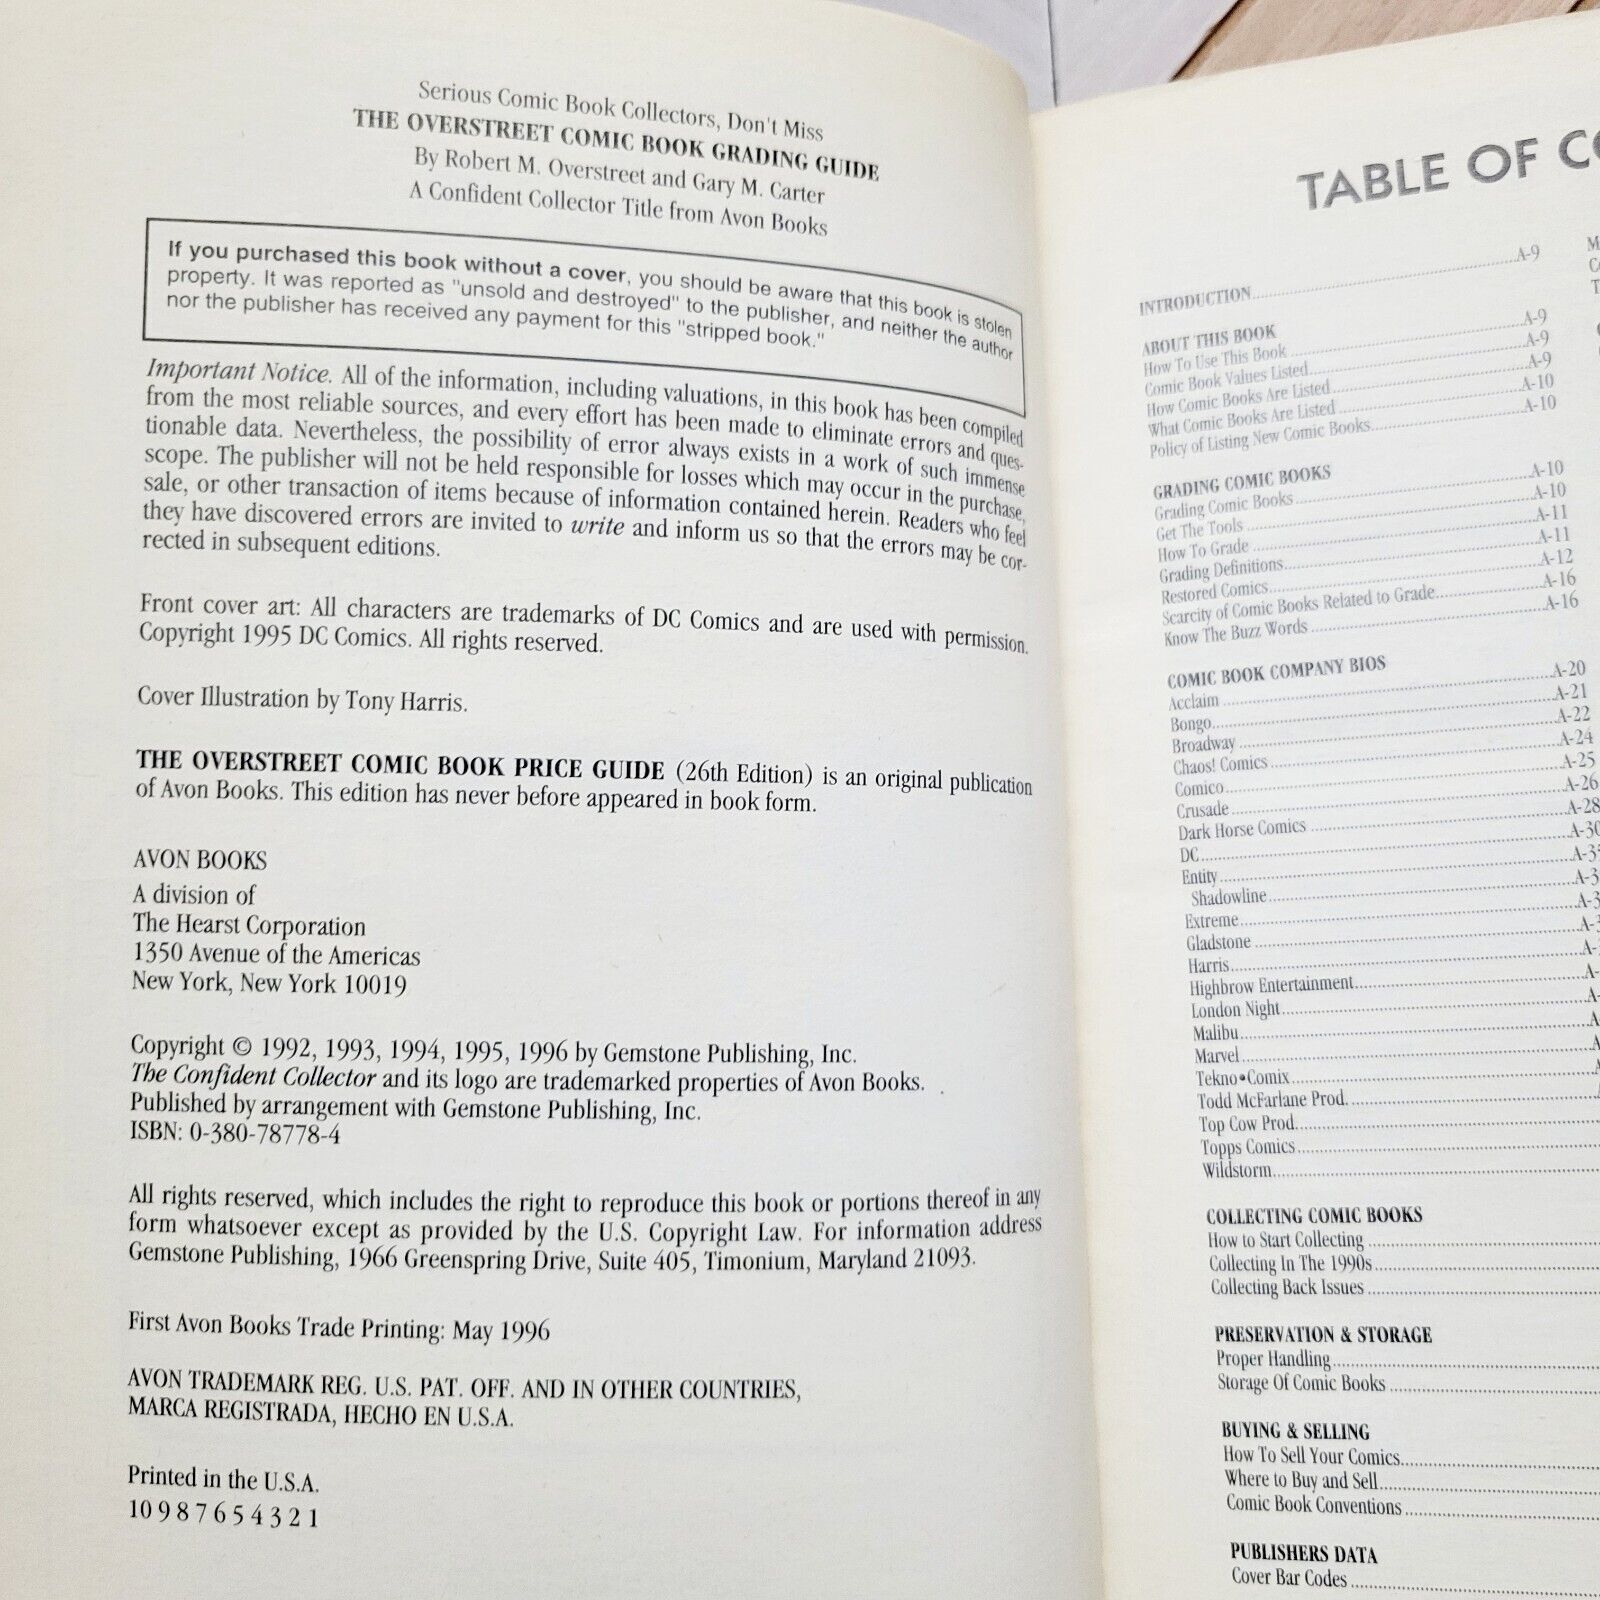 Serious Comic Book Collectors, Don't Miss
THE OVERSTREET COMIC BOOK GRADING GUIDE
By Robert M. Overstreet and Gary M. Carter
A Confident Collector Title from Avon Books
If you purchased this book without a cover, you should be aware that this book is stolen
property. It was reported as "unsold and destroyed" to the publisher, and neither the author
nor the publisher has received any payment for this "stripped book."
Important Notice. All of the information, including valuations, in this book has been compiled
from the most reliable sources, and every effort has been made to eliminate errors and ques-
tionable data. Nevertheless, the possibility of error always exists in a work of such immense
scope. The publisher will not be held responsible for losses which may occur in the purchase,
sale, or other transaction of items because of information contained herein. Readers who feel
they have discovered errors are invited to write and inform us so that the errors may be cor-
rected in subsequent editions.
Front cover art: All characters are trademarks of DC Comics and are used with permission.
Copyright 1995 DC Comics. All rights reserved.
Cover Illustration by Tony Harris.
THE OVERSTREET COMIC BOOK PRICE GUIDE (26th Edition) is an original publication
of Avon Books. This edition has never before appeared in book form.
AVON BOOKS
A division of
The Hearst Corporation
1350 Avenue of the Americas
New York, New York 10019
Copyright © 1992, 1993, 1994, 1995, 1996 by Gemstone Publishing, Inc.
The Confident Collector and its logo are trademarked properties of Avon Books.
Published by arrangement with Gemstone Publishing, Inc.
ISBN: 0-380-78778-4
All rights reserved, which includes the right to reproduce this book or portions thereof in any
form whatsoever except as provided by the U.S. Copyright Law. For information address
Gemstone Publishing, 1966 Greenspring Drive, Suite 405, Timonium, Maryland 21093.
First Avon Books Trade Printing: May 1996
AVON TRADEMARK REG. U.S. PAT. OFF. AND IN OTHER COUNTRIES,
MARCA REGISTRADA, HECHO EN U.S.A.
Printed in the U.S.A.
10 9 8 7 6 5 4 3 2 1
TABLE OF
INTRODUCTION A-9
ABOUT THIS BOOK
How To Use This Book A-9
Comic Book Values Listed A-9
How Comic Books Are Listed A-9
What Comic Books Are Listed A-10
Policy of Listing New Comic Books A-10
GRADING COMIC BOOKS
Grading Comic Books A-10
Get The Tools A-10
How To Grade A-11
Grading Definitions A-11
Restored Comics A-12
Scarcity of Comic Books Related to Grade A-16
Know The Buzz Words A-16
COMIC BOOK COMPANY BIOS
Acclaim A-20
Bongo A-21
Broadway A-22
Chaos! Comics A-24
Comico A-25
Crusade A-26
Dark Horse Comics A-28
DC A-30
Entity
Shadowline
Extreme
Gladstone
Harris
Highbrow Entertainment
London Night
Malibu
Marvel
Tekno•Comix
Todd McFarlane Prod.
Top Cow Prod.
Topps Comics
Wildstorm
COLLECTING COMIC BOOKS
How to Start Collecting
Collecting In The 1990s
Collecting Back Issues
PRESERVATION & STORAGE
Proper Handling
Storage Of Comic Books
BUYING & SELLING
How To Sell Your Comics
Where to Buy and Sell
Comic Book Conventions
PUBLISHERS DATA
Cover Bar Codes